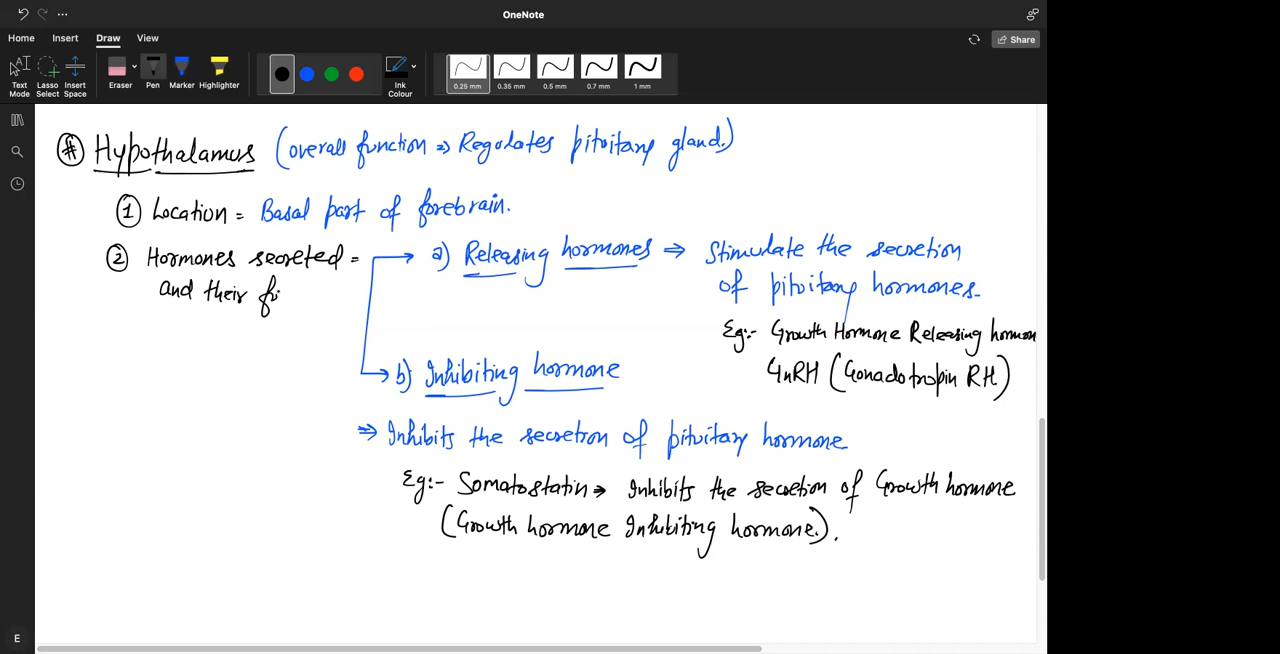 OneNote
Home Insert Draw View
Share
Text Mode
Lasso Select
Insert Space
Eraser
Pen
Marker
Highlighter
Ink Colour
0.25 mm
0.35 mm
0.5 mm
0.7 mm
1 mm
# Hypothalamus (overall function => Regulates pituitary gland.)
① Location = Basal part of forebrain.
② Hormones secreted = a) Releasing hormones ⇒ Stimulate the secretion
and their of pituitary hormones.
Eg:- Growth Hormone Releasing hormon
GnRH (Gonadotropin RH)
b) Inhibiting hormone
⇒ Inhibits the secretion of pituitary hormone
Eg:- Somatostatin → Inhibits the secretion of Growth hormone
(Growth hormone Inhibiting hormone.).
E